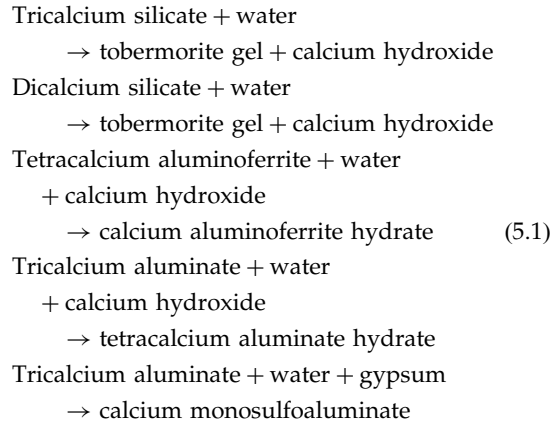 Tricalcium silicate + water
→ tobermorite gel + calcium hydroxide
Dicalcium silicate + water
→ tobermorite gel + calcium hydroxide
Tetracalcium aluminoferrite + water
+ calcium hydroxide
→ calcium aluminoferrite hydrate (5.1)
Tricalcium aluminate + water
+ calcium hydroxide
→ tetracalcium aluminate hydrate
Tricalcium aluminate + water + gypsum
→ calcium monosulfoaluminate